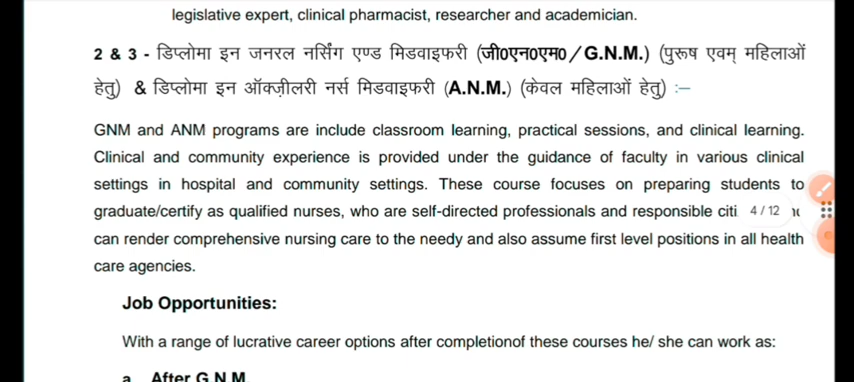 legislative expert, clinical pharmacist, researcher and academician.
2 & 3 - डिप्लोमा इन जनरल नर्सिंग एण्ड मिडवाइफरी (जी0एन0एम0/G.N.M.) (पुरूष एवम् महिलाओं
हेतु) & डिप्लोमा इन ऑक्ज़ीलरी नर्स मिडवाइफरी (A.N.M.) (केवल महिलाओं हेतु) :–
GNM and ANM programs are include classroom learning, practical sessions, and clinical learning.
Clinical and community experience is provided under the guidance of faculty in various clinical
settings in hospital and community settings. These course focuses on preparing students to
graduate/certify as qualified nurses, who are self-directed professionals and responsible citi 4 / 12
can render comprehensive nursing care to the needy and also assume first level positions in all health
care agencies.
Job Opportunities:
With a range of lucrative career options after completionof these courses he/ she can work as:
a After G.N.M.